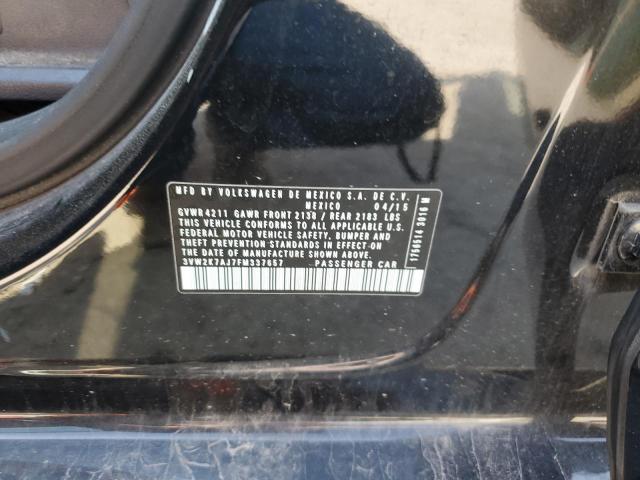 MFD BY VOLKSWAGEN DE MEXICO S.A. DE C.V.
MEXICO 04/15
GVWR 4211 GAWR FRONT 2138 / REAR 2183 LBS
THIS VEHICLE CONFORMS TO ALL APPLICABLE
FEDERAL MOTOR VEHICLE SAFETY, BUMPER AND
THEFT PREVENTION STANDARDS IN EFFECT ON
THE DATE OF MANUFACTURE SHOWN ABOVE.
3VW2K7AJ7FM337657 PASSENGER CAR